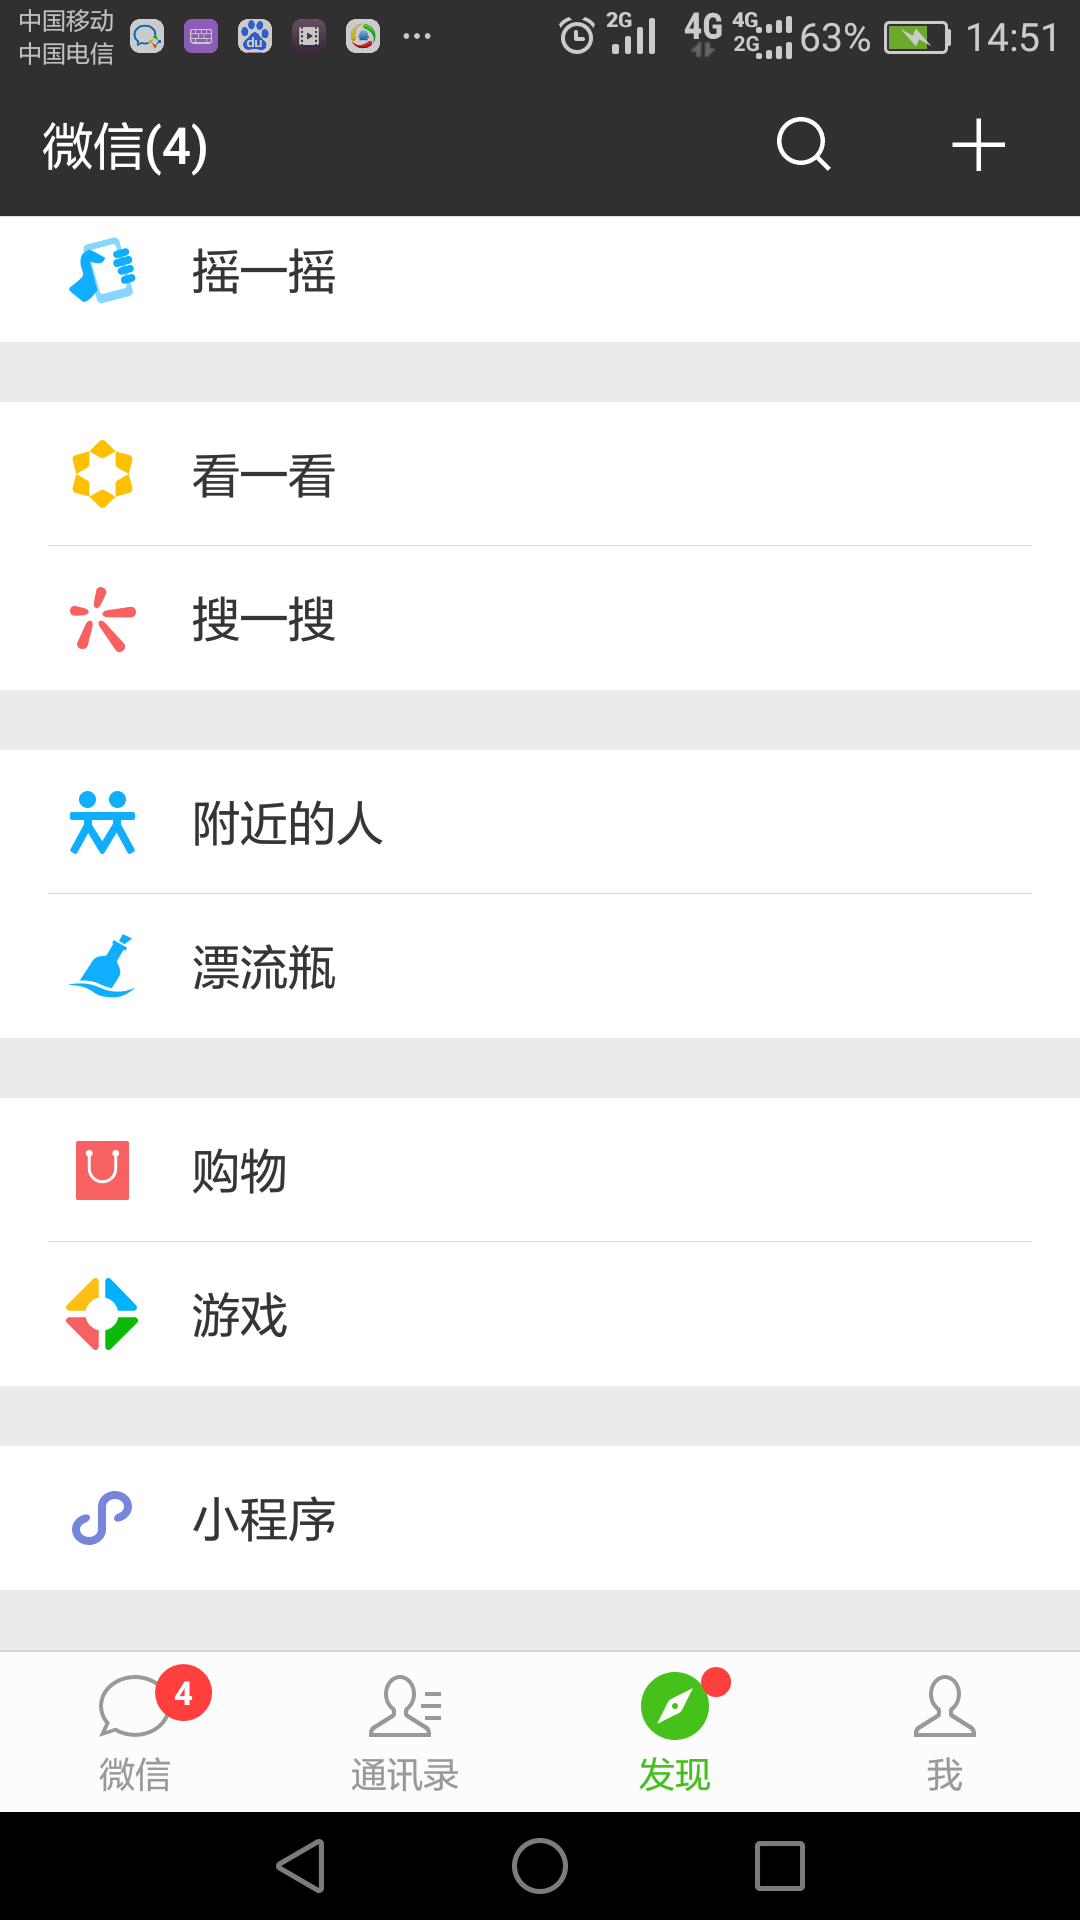 中国移动
中国电信
du
2G
4G
4G
2G
63%
14:51
微信(4)
摇一摇
看一看
搜一搜
附近的人
漂流瓶
购物
游戏
小程序
4
微信
通讯录
发现
我